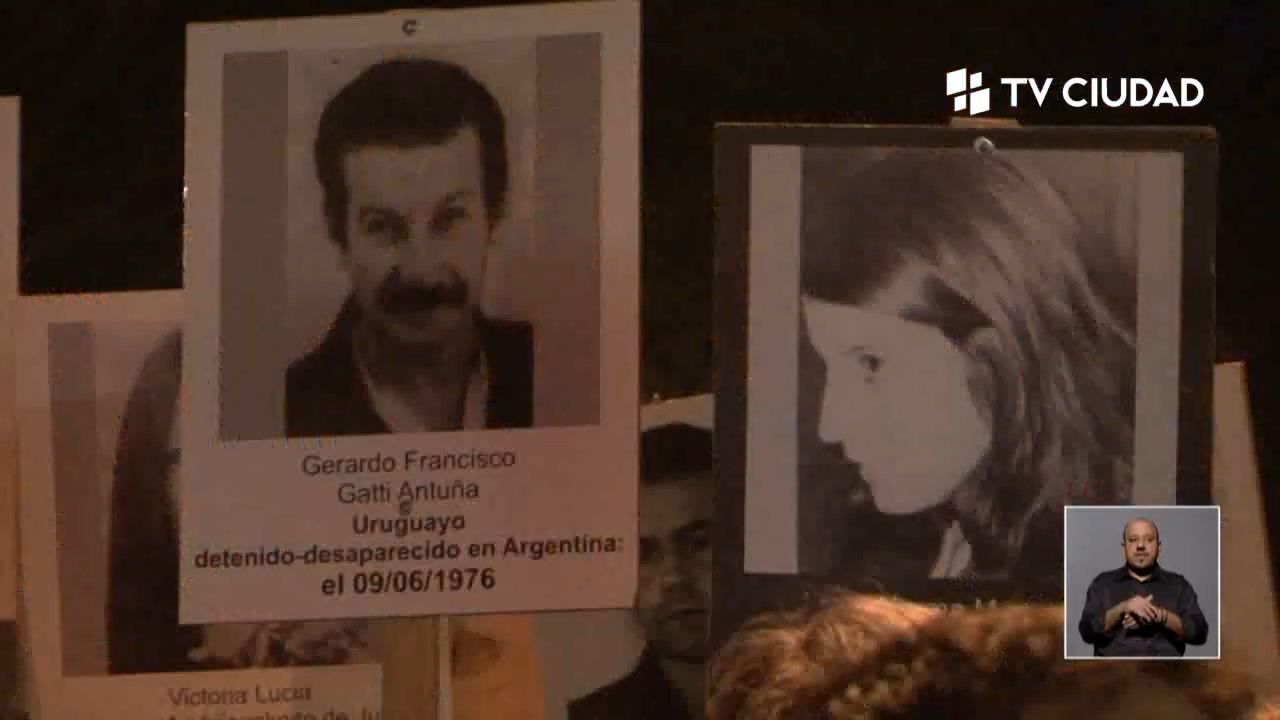 TV CIUDAD
Gerardo Francisco
Gatti Antuña
Uruguayo
detenido-desaparecido en Argentina:
el 09/06/1976
Victoria Lucía